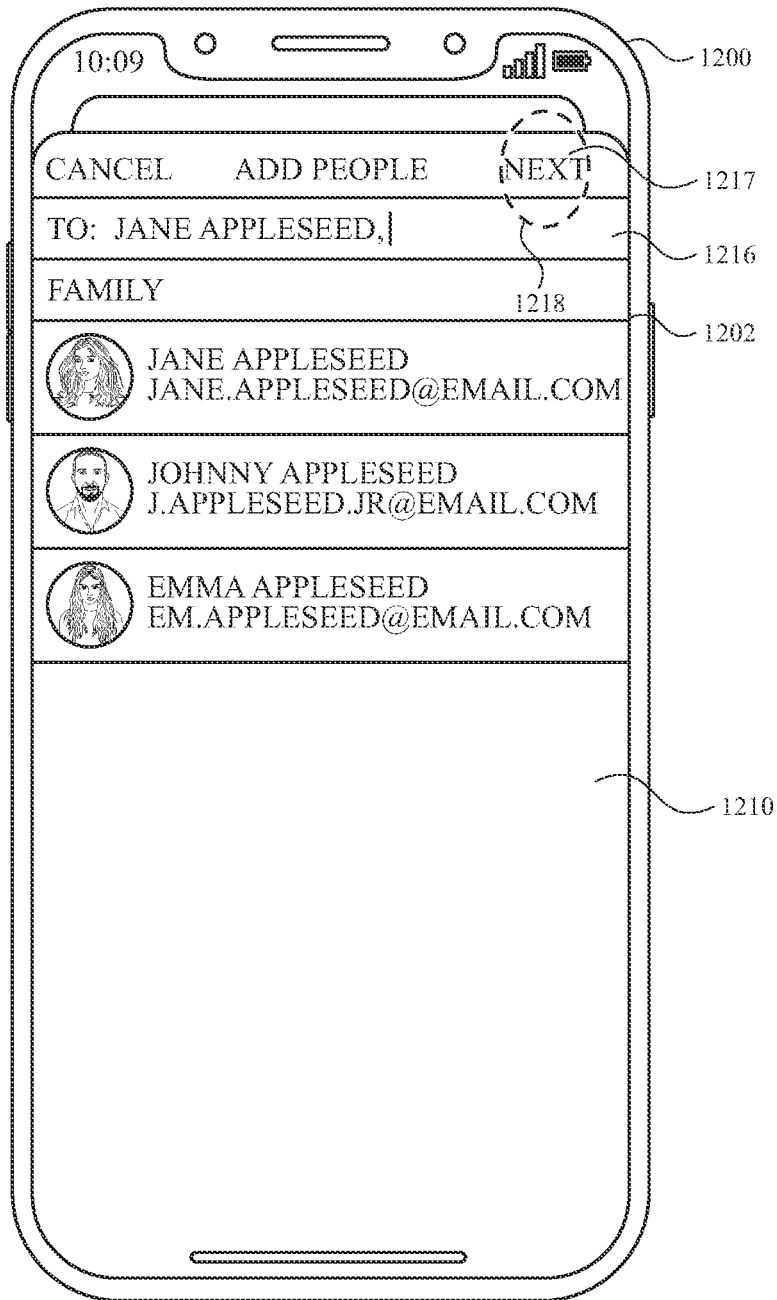 10:09
1200
CANCEL ADD PEOPLE NEXT
1217
TO: JANE APPLESEED,
1216
FAMILY
1218
1202
JANE APPLESEED
JANE.APPLESEED@EMAIL.COM
JOHNNY APPLESEED
J.APPLESEED.JR@EMAIL.COM
EMMA APPLESEED
EM.APPLESEED@EMAIL.COM
1210